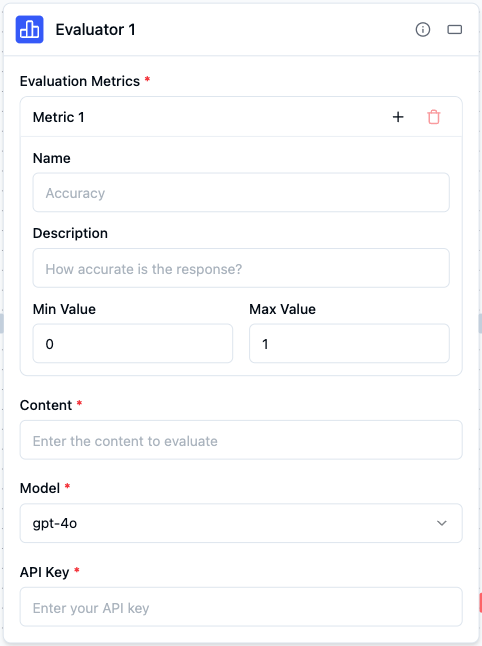 Evaluator 1
Evaluation Metrics *
Metric 1
Name
Accuracy
Description
How accurate is the response?
Min Value Max Value
0 1
Content *
Enter the content to evaluate
Model *
gpt-4o
API Key *
Enter your API key